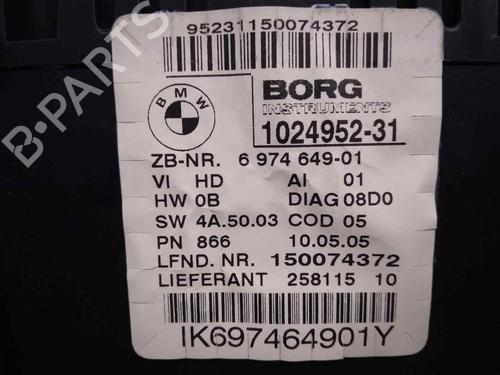 95231150074372
BMW
BORG
INSTRUMENTS
1024952-31
ZB-NR. 6 974 649-01
VI HD AI 01
HW 0B DIAG 08D0
SW 4A.50.03 COD 05
PN 866 10.05.05
LFND. NR. 150074372
LIEFERANT 258115 10
IK697464901Y
B-PARTS